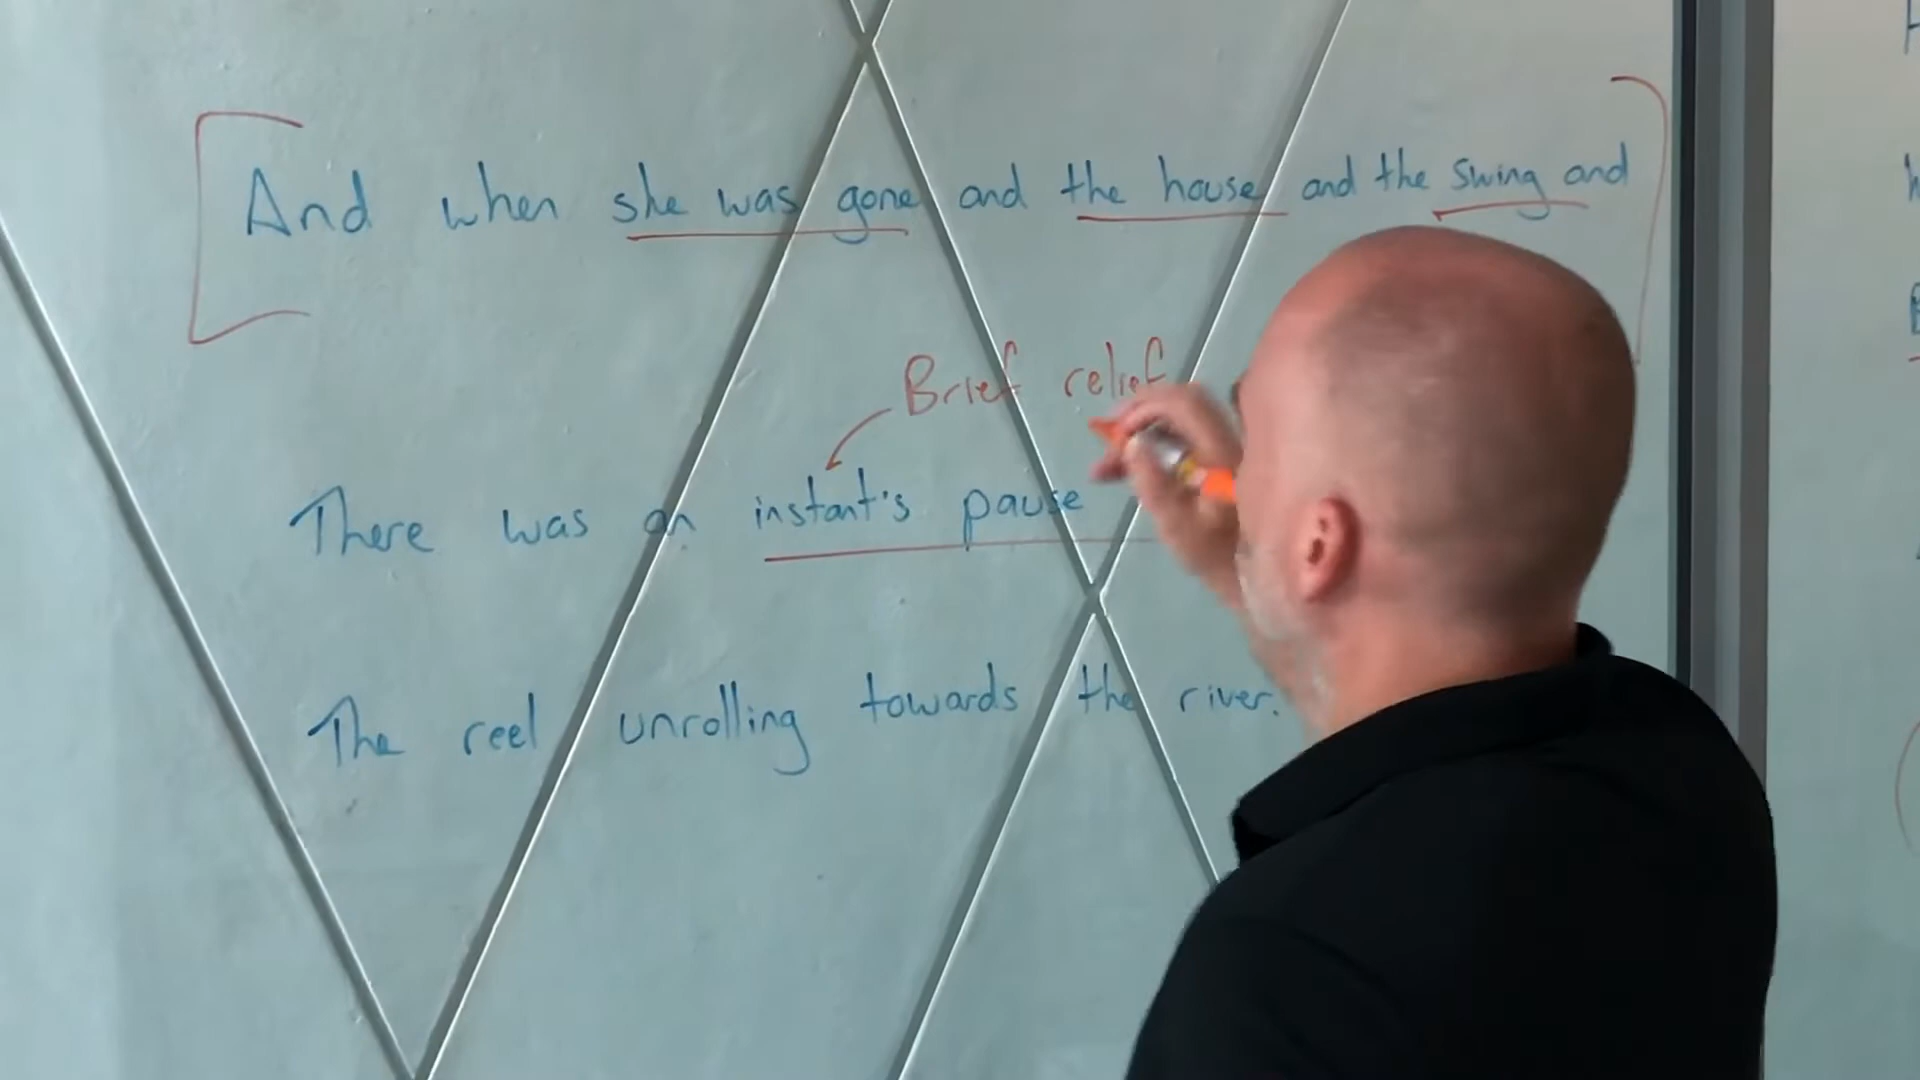 And when she was gone and the house and the swing and
Brief relief
There was an instant's pause
The reel unrolling towards the river.